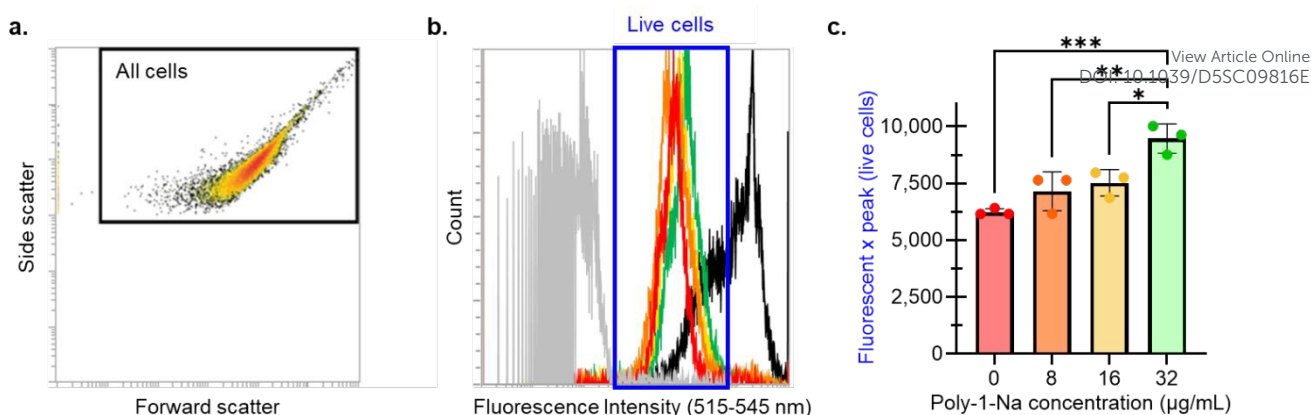 a.
All cells
Side scatter
Forward scatter
b.
Live cells
Count
Fluorescence Intensity (515-545 nm)
c.
View Article Online
DOI: 10.1039/D5SC09816E
***
**
*
Fluorescent x peak (live cells)
10,000
7,500
5,000
2,500
0
0 8 16 32
Poly-1-Na concentration (µg/mL)